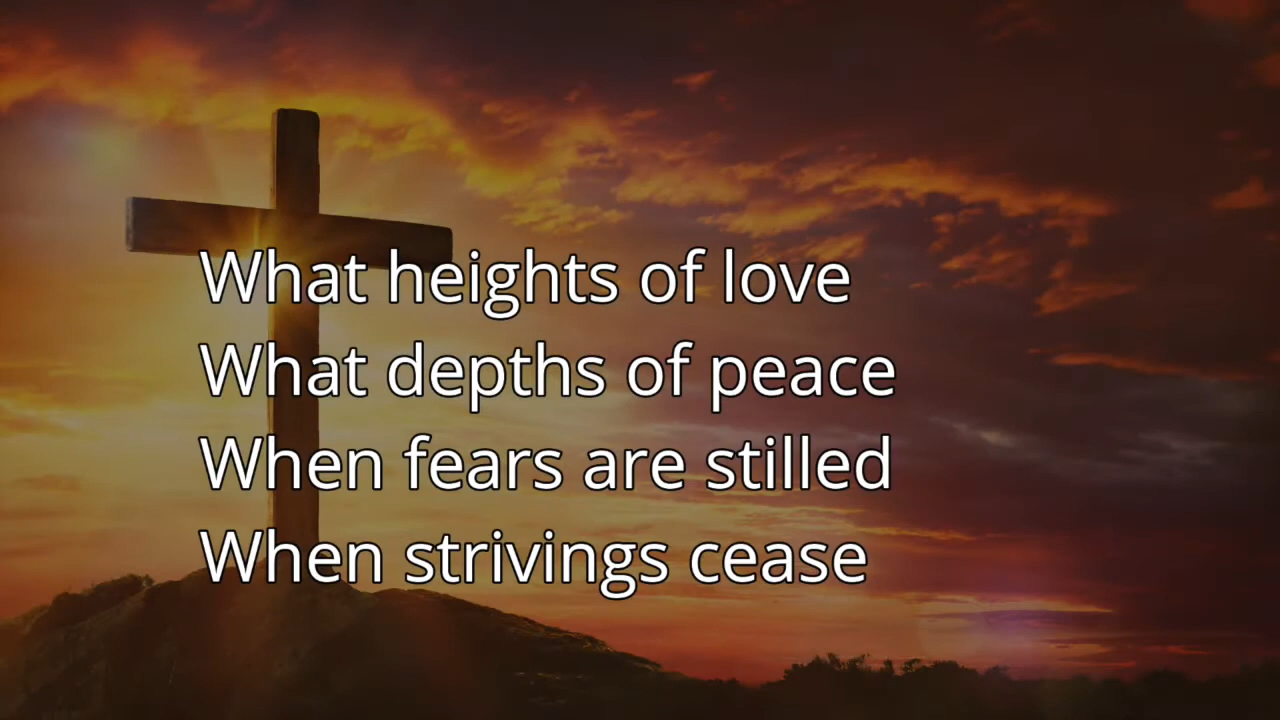 What heights of love
What depths of peace
When fears are stilled
When strivings cease